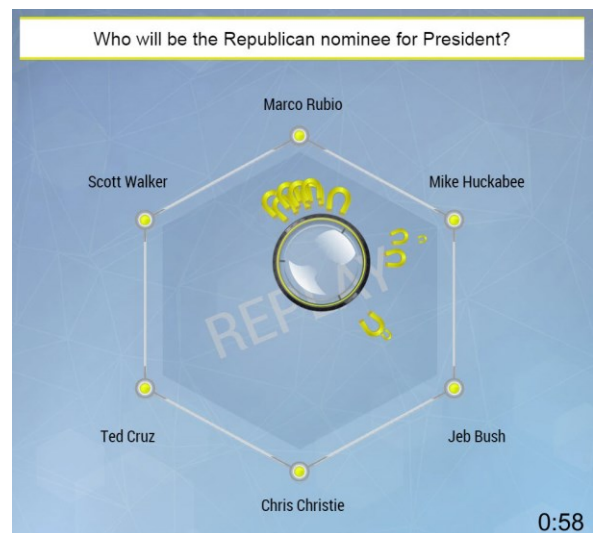 Who will be the Republican nominee for President?
Marco Rubio
Scott Walker
Mike Huckabee
REPLAY
Ted Cruz
Jeb Bush
Chris Christie
0:58